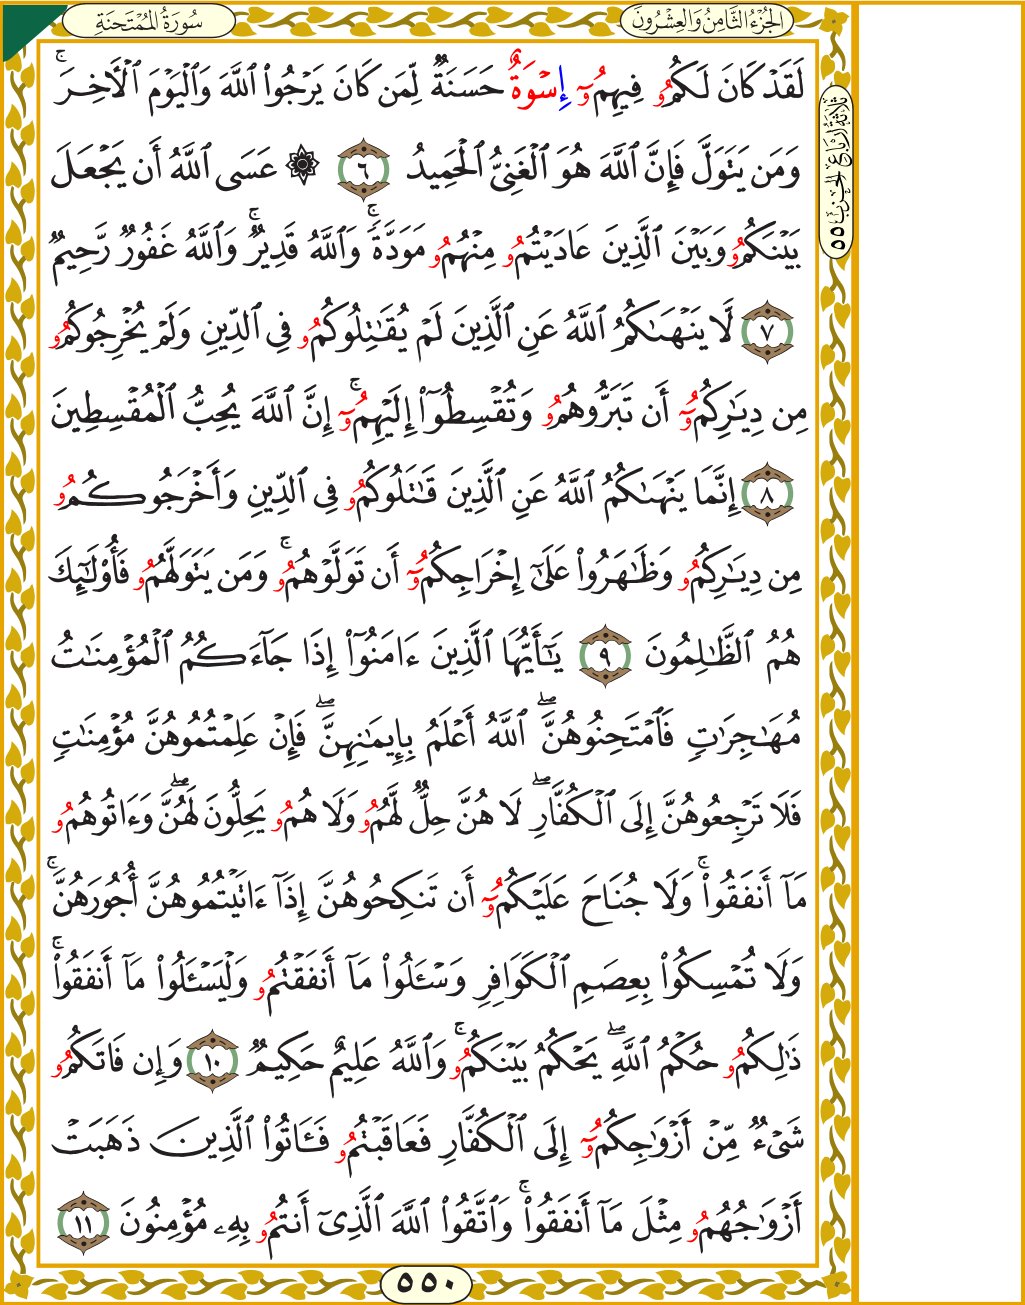 الجُزْءُ الثَّامِنُ وَالعِشْرُونَ
سُورَةُ المُمْتَحَنَةِ
لَقَدْ كَانَ لَكُمُۥ فِيهِمُۥٓ إِسْوَةٌ حَسَنَةٌ لِّمَن كَانَ يَرْجُوا۟ ٱللَّهَ وَٱلْيَوْمَ ٱلْأَخِرَ ۚ
وَمَن يَتَوَلَّ فَإِنَّ ٱللَّهَ هُوَ ٱلْغَنِىُّ ٱلْحَمِيدُ ٦ ۞ عَسَى ٱللَّهُ أَن يَجْعَلَ
بَيْنَكُمُۥ وَبَيْنَ ٱلَّذِينَ عَادَيْتُمُۥ مِنْهُمُۥ مَوَدَّةً ۚ وَٱللَّهُ قَدِيرٌ ۚ وَٱللَّهُ غَفُورٌ رَّحِيمٌ
٧ لَّا يَنْهَىٰكُمُ ٱللَّهُ عَنِ ٱلَّذِينَ لَمْ يُقَـٰتِلُوكُمُۥ فِى ٱلدِّينِ وَلَمْ يُخْرِجُوكُمُۥ
مِن دِيَـٰرِكُمُۥٓ أَن تَبَرُّوهُمُۥ وَتُقْسِطُوٓا۟ إِلَيْهِمُۥٓ ۚ إِنَّ ٱللَّهَ يُحِبُّ ٱلْمُقْسِطِينَ
٨ إِنَّمَا يَنْهَىٰكُمُ ٱللَّهُ عَنِ ٱلَّذِينَ قَـٰتَلُوكُمُۥ فِى ٱلدِّينِ وَأَخْرَجُوكُمُۥ
مِن دِيَـٰرِكُمُۥ وَظَـٰهَرُوا۟ عَلَىٰٓ إِخْرَاجِكُمُۥٓ أَن تَوَلَّوْهُمُۥ ۚ وَمَن يَتَوَلَّهُمُۥ فَأُو۟لَـٰٓئِكَ
هُمُ ٱلظَّـٰلِمُونَ ٩ يَـٰٓأَيُّهَا ٱلَّذِينَ ءَامَنُوٓا۟ إِذَا جَآءَكُمُ ٱلْمُؤْمِنَـٰتُ
مُهَـٰجِرَٰتٍ فَٱمْتَحِنُوهُنَّ ۖ ٱللَّهُ أَعْلَمُ بِإِيمَـٰنِهِنَّ ۖ فَإِنْ عَلِمْتُمُوهُنَّ مُؤْمِنَـٰتٍ
فَلَا تَرْجِعُوهُنَّ إِلَى ٱلْكُفَّارِ ۖ لَا هُنَّ حِلٌّ لَّهُمُۥ وَلَا هُمُۥ يَحِلُّونَ لَهُنَّ ۖ وَءَاتُوهُمُۥ
مَآ أَنفَقُوا۟ ۚ وَلَا جُنَاحَ عَلَيْكُمُۥٓ أَن تَنكِحُوهُنَّ إِذَآ ءَاتَيْتُمُوهُنَّ أُجُورَهُنَّ ۚ
وَلَا تُمْسِكُوا۟ بِعِصَمِ ٱلْكَوَافِرِ وَسْـَٔلُوا۟ مَآ أَنفَقْتُمُۥ وَلْيَسْـَٔلُوا۟ مَآ أَنفَقُوا۟ ۚ
ذَٰلِكُمُۥ حُكْمُ ٱللَّهِ ۖ يَحْكُمُ بَيْنَكُمُۥ ۚ وَٱللَّهُ عَلِيمٌ حَكِيمٌ ١٠ وَإِن فَاتَكُمُۥ
شَىْءٌ مِّنْ أَزْوَٰجِكُمُۥٓ إِلَى ٱلْكُفَّارِ فَعَاقَبْتُمُۥ فَـَٔاتُوا۟ ٱلَّذِينَ ذَهَبَتْ
أَزْوَٰجُهُمُۥ مِثْلَ مَآ أَنفَقُوا۟ ۚ وَٱتَّقُوا۟ ٱللَّهَ ٱلَّذِىٓ أَنتُمُۥ بِهِۦ مُؤْمِنُونَ ١١
ثلاثة أرباع الحزب ٥٥
٥٥٠